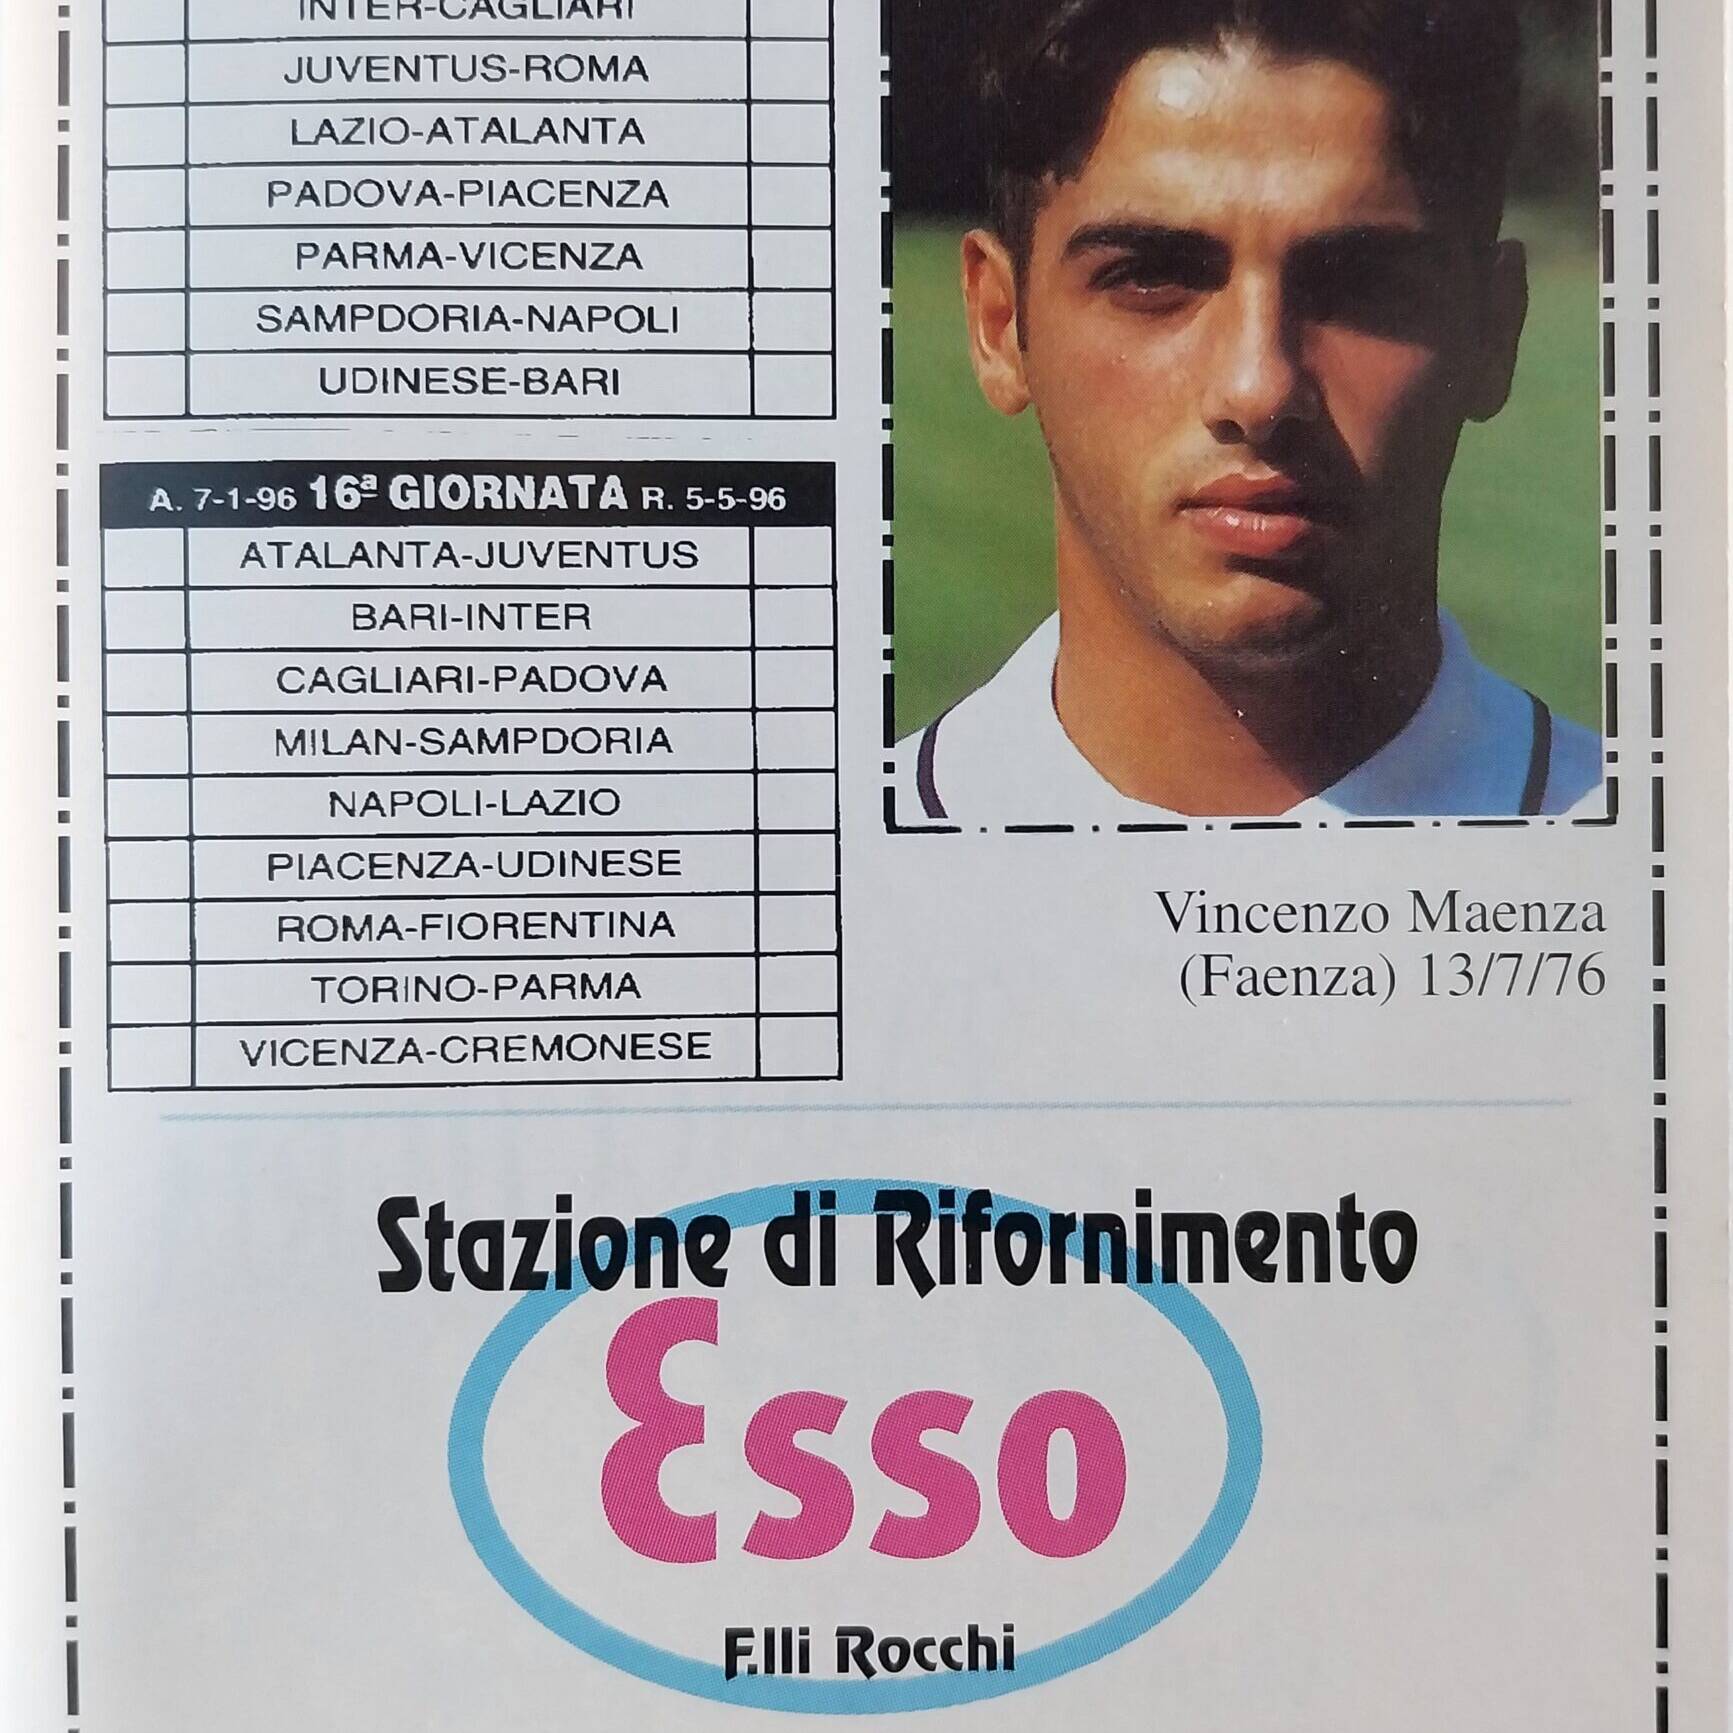 INTER-CAGLIARI
JUVENTUS-ROMA
LAZIO-ATALANTA
PADOVA-PIACENZA
PARMA-VICENZA
SAMPDORIA-NAPOLI
UDINESE-BARI
A. 7-1-96 16ª GIORNATA R. 5-5-96
ATALANTA-JUVENTUS
BARI-INTER
CAGLIARI-PADOVA
MILAN-SAMPDORIA
NAPOLI-LAZIO
PIACENZA-UDINESE
ROMA-FIORENTINA
TORINO-PARMA
VICENZA-CREMONESE
Vincenzo Maenza
(Faenza) 13/7/76
Stazione di Rifornimento
Esso
F.lli Rocchi